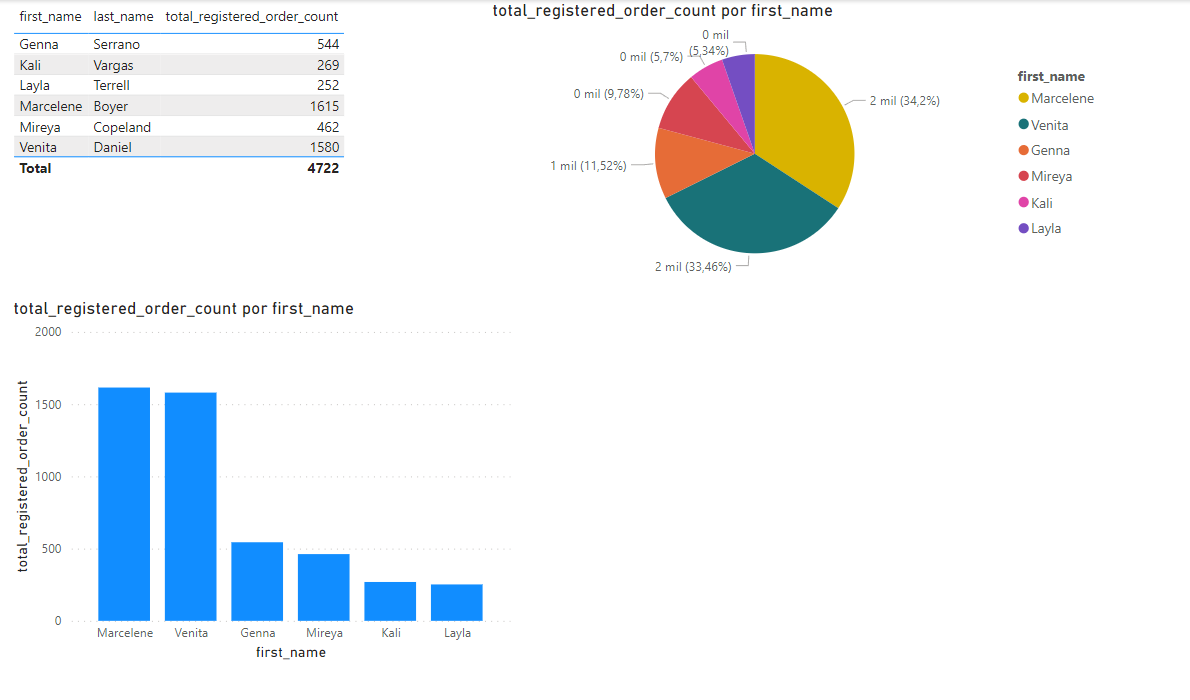 first_name last_name total_registered_order_count
Genna Serrano 544
Kali Vargas 269
Layla Terrell 252
Marcelene Boyer 1615
Mireya Copeland 462
Venita Daniel 1580
Total 4722
total_registered_order_count por first_name
0 mil
(5,34%)
0 mil (5,7%)
0 mil (9,78%)
1 mil (11,52%)
2 mil (33,46%)
2 mil (34,2%)
first_name
Marcelene
Venita
Genna
Mireya
Kali
Layla
total_registered_order_count por first_name
total_registered_order_count
2000
1500
1000
500
0
Marcelene Venita Genna Mireya Kali Layla
first_name